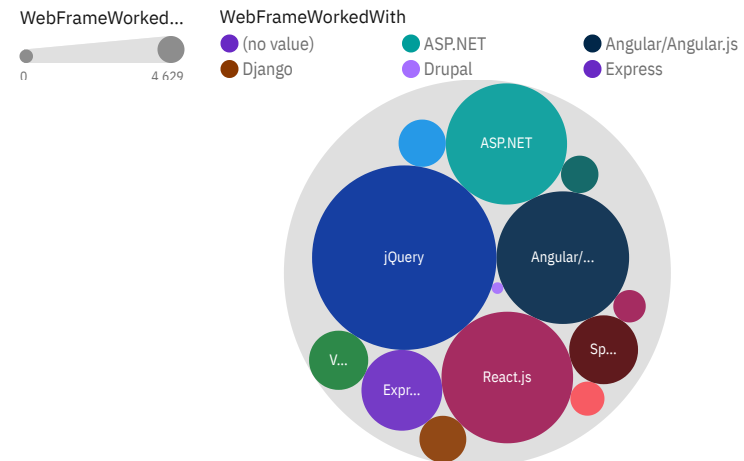 WebFrameWorked...
0
4 629
WebFrameWorkedWith
(no value)
ASP.NET
Angular/Angular.js
Django
Drupal
Express
ASP.NET
jQuery
Angular/...
V...
Sp...
Expr...
React.js